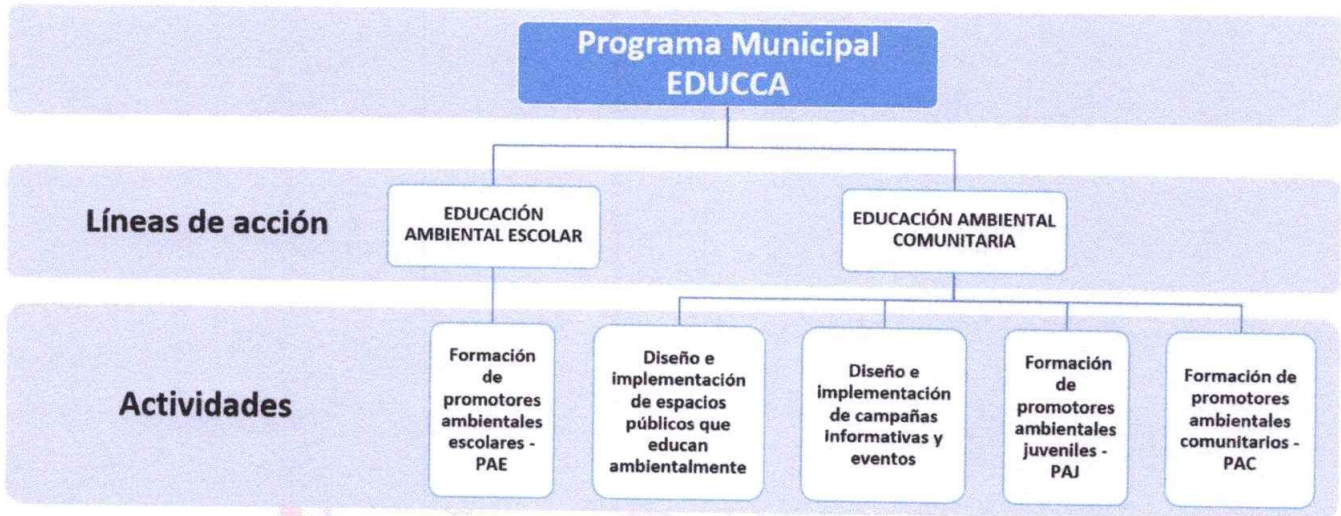 Programa Municipal
EDUCCA
Líneas de acción
EDUCACIÓN
AMBIENTAL ESCOLAR
EDUCACIÓN AMBIENTAL
COMUNITARIA
Actividades
Formación
de
promotores
ambientales
escolares -
PAE
Diseño e
implementación
de espacios
públicos que
educan
ambientalmente
Diseño e
implementación
de campañas
informativas y
eventos
Formación
de
promotores
ambientales
juveniles -
PAJ
Formación de
promotores
ambientales
comunitarios -
PAC